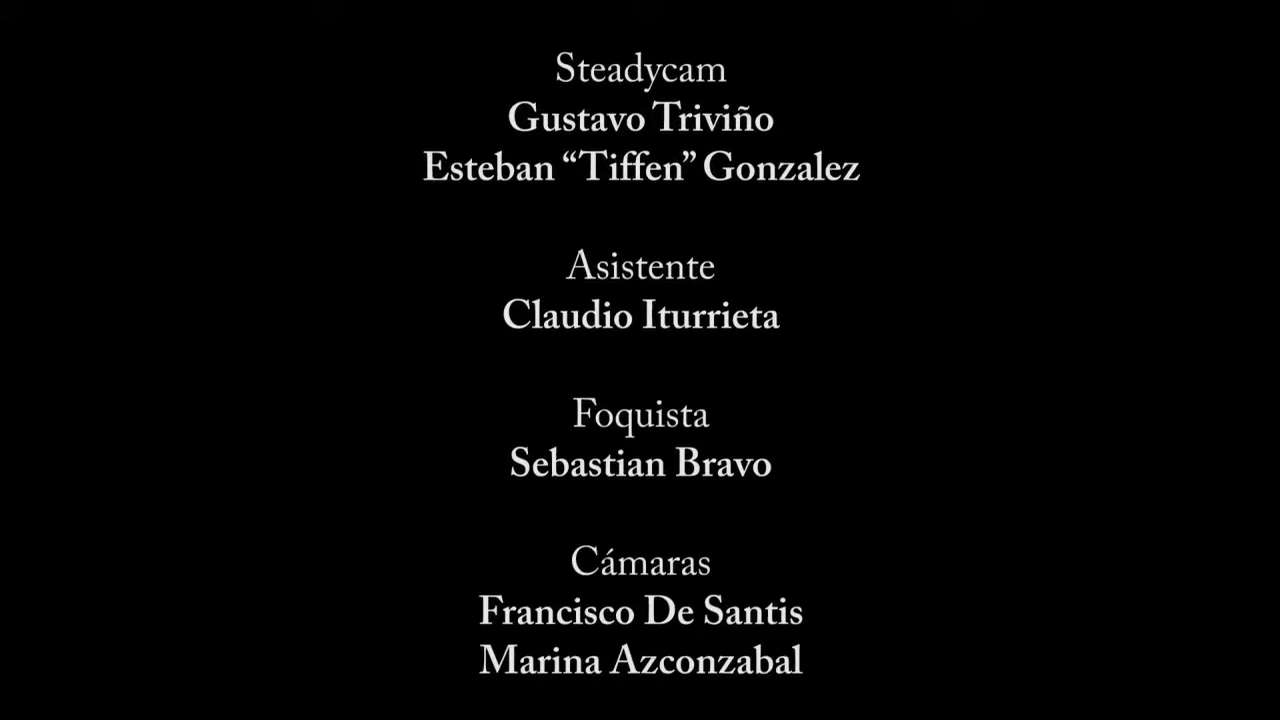 Steadycam
Gustavo Triviño
Esteban “Tiffen” Gonzalez
Asistente
Claudio Iturrieta
Foquista
Sebastian Bravo
Cámaras
Francisco De Santis
Marina Azconzabal